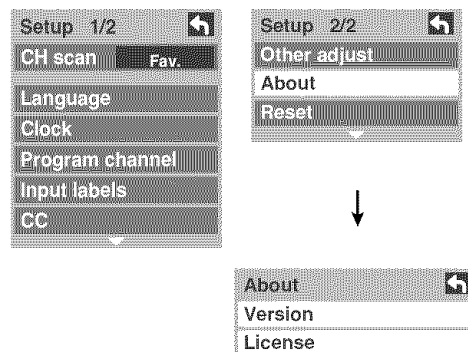 Setup 1/2
CH scan Fav.
Language
Clock
Program channel
Input labels
CC
Setup 2/2
Other adjust
About
Reset
About
Version
License